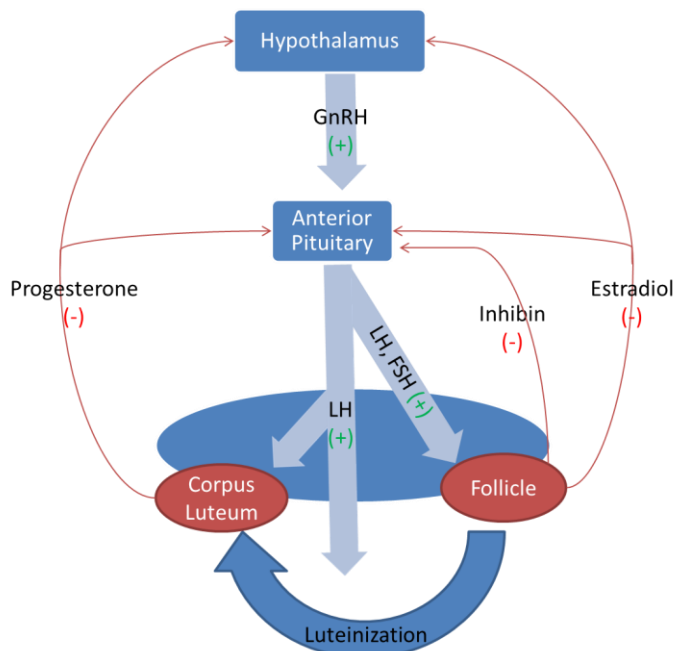 Hypothalamus
GnRH
(+)
Anterior
Pituitary
Progesterone
(-)
Inhibin
(-)
Estradiol
(-)
LH, FSH (+)
LH
(+)
Corpus
Luteum
Follicle
Luteinization